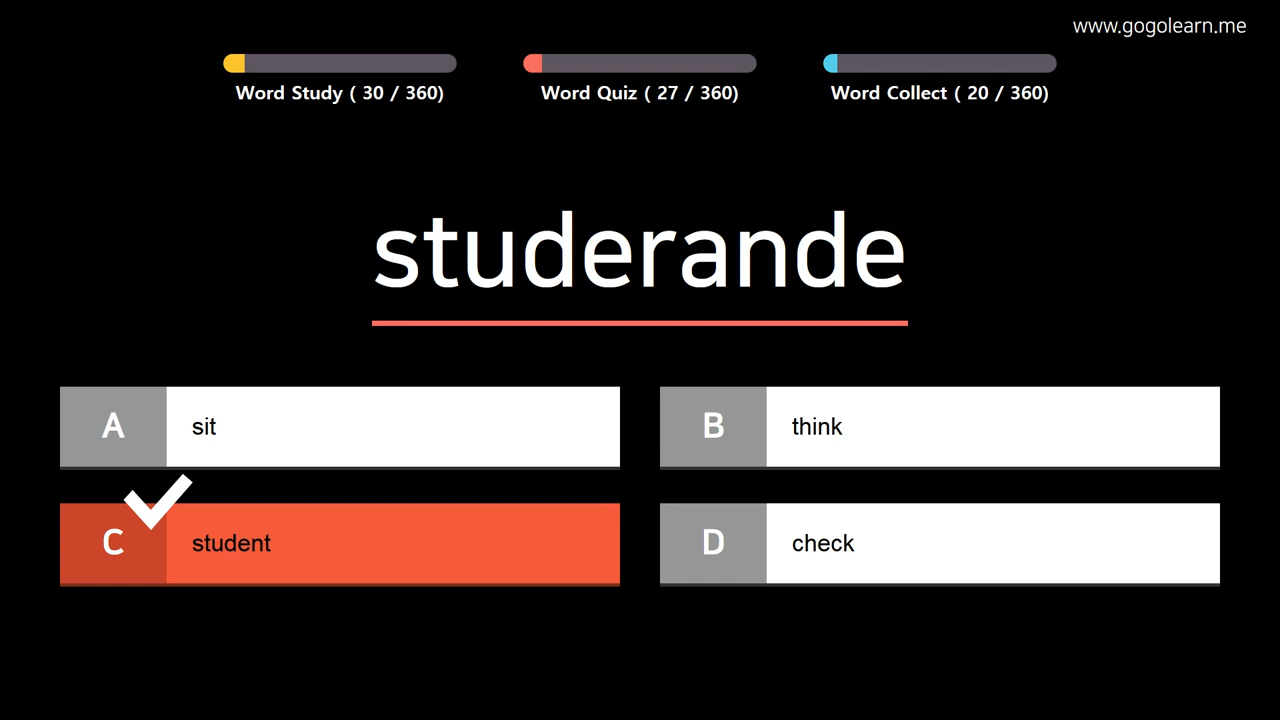 www.gogolearn.me
Word Study ( 30 / 360)
Word Quiz ( 27 / 360)
Word Collect ( 20 / 360)
studerande
A sit
B think
C student
D check